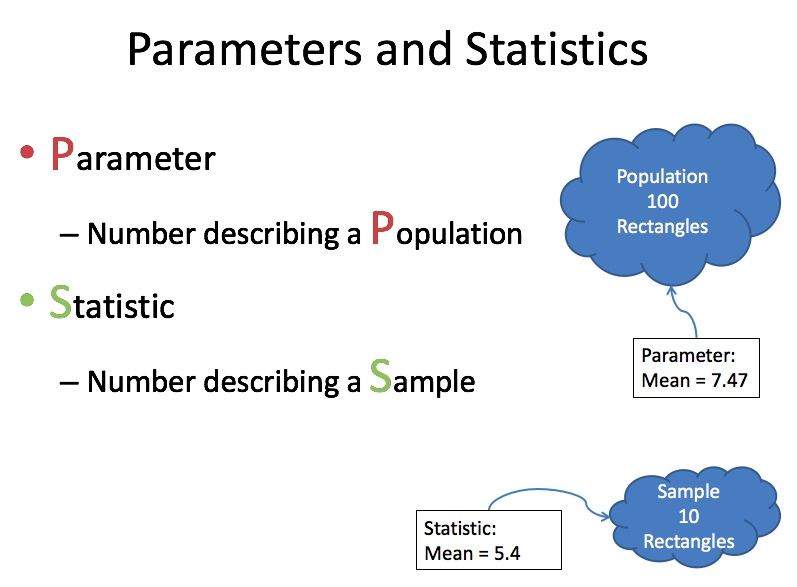 Parameters and Statistics
• Parameter
– Number describing a Population
• Statistic
– Number describing a Sample
Population
100
Rectangles
Parameter:
Mean = 7.47
Sample
10
Rectangles
Statistic:
Mean = 5.4